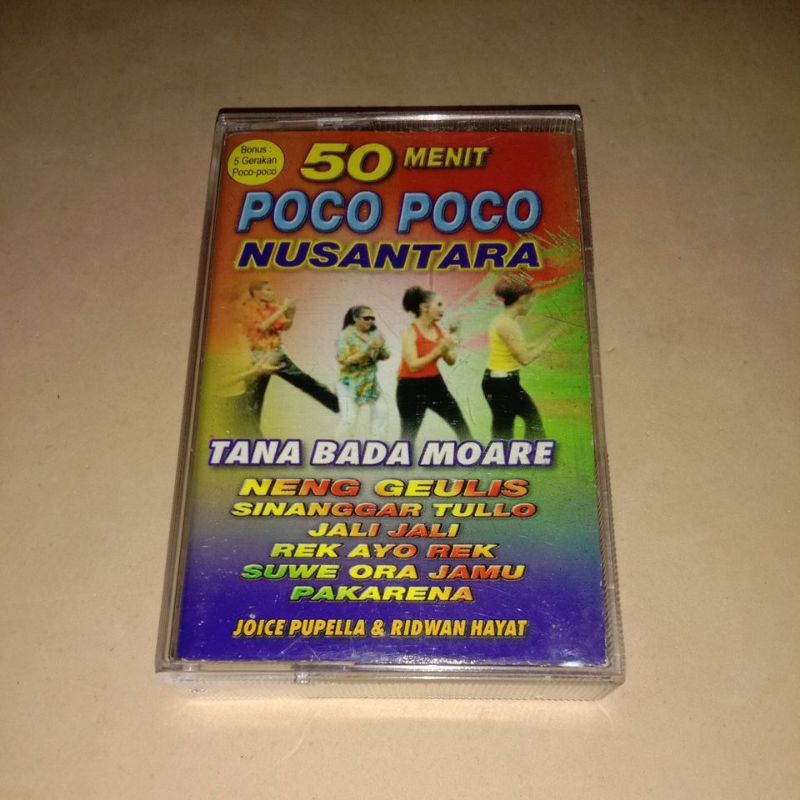 Bonus :
5 Gerakan
Poco-poco
50 MENIT
POCO POCO
NUSANTARA
TANA BADA MOARE
NENG GEULIS
SINANGGAR TULLO
JALI JALI
REK AYO REK
SUWE ORA JAMU
PAKARENA
JOICE PUPELLA & RIDWAN HAYAT